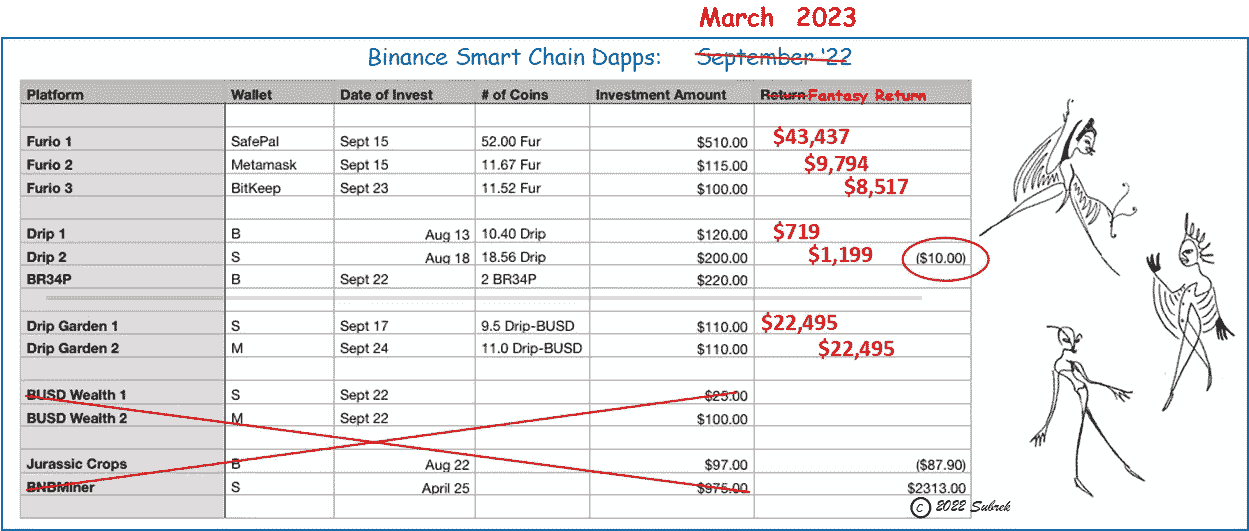 March 2023
Binance Smart Chain Dapps: September '22
Platform Wallet Date of Invest # of Coins Investment Amount Return Fantasy Return
Furio 1 SafePal Sept 15 52.00 Fur $510.00 $43,437
Furio 2 Metamask Sept 15 11.67 Fur $115.00 $9,794
Furio 3 BitKeep Sept 23 11.52 Fur $100.00 $8,517
Drip 1 B Aug 13 10.40 Drip $120.00 $719
Drip 2 S Aug 18 18.56 Drip $200.00 $1,199 ($10.00)
BR34P B Sept 22 2 BR34P $220.00
Drip Garden 1 S Sept 17 9.5 Drip-BUSD $110.00 $22,495
Drip Garden 2 M Sept 24 11.0 Drip-BUSD $110.00 $22,495
BUSD Wealth 1 S Sept 22 $25.00
BUSD Wealth 2 M Sept 22 $100.00
Jurassic Crops B Aug 22 $97.00 ($87.90)
BNBMiner S April 25 $975.00 $2313.00
© 2022 Subrek